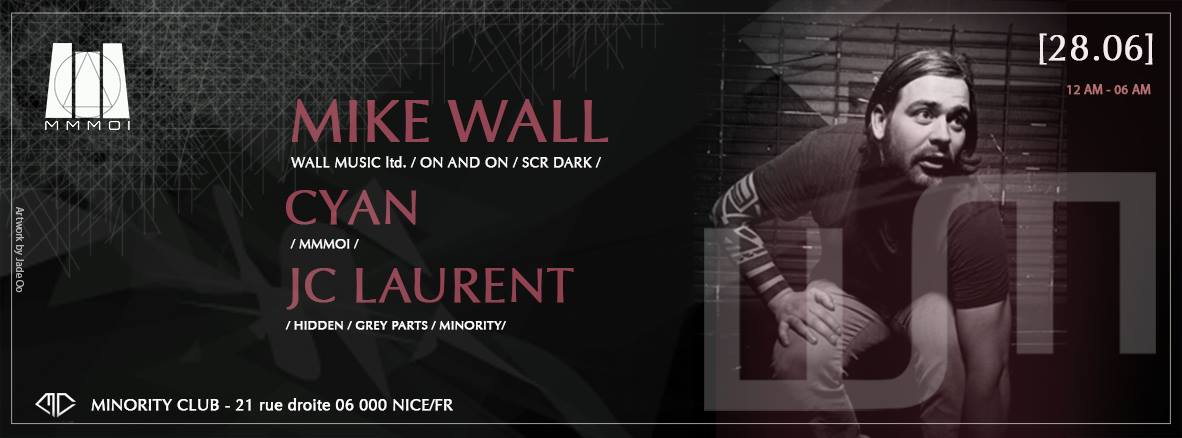 [28.06]
12 AM - 06 AM
MMMOI
MIKE WALL
WALL MUSIC ltd. / ON AND ON / SCR DARK /
CYAN
/ MMMOI /
JC LAURENT
/ HIDDEN / GREY PARTS / MINORITY/
Artwork by Jade Oo
MINORITY CLUB - 21 rue droite 06 000 NICE/FR